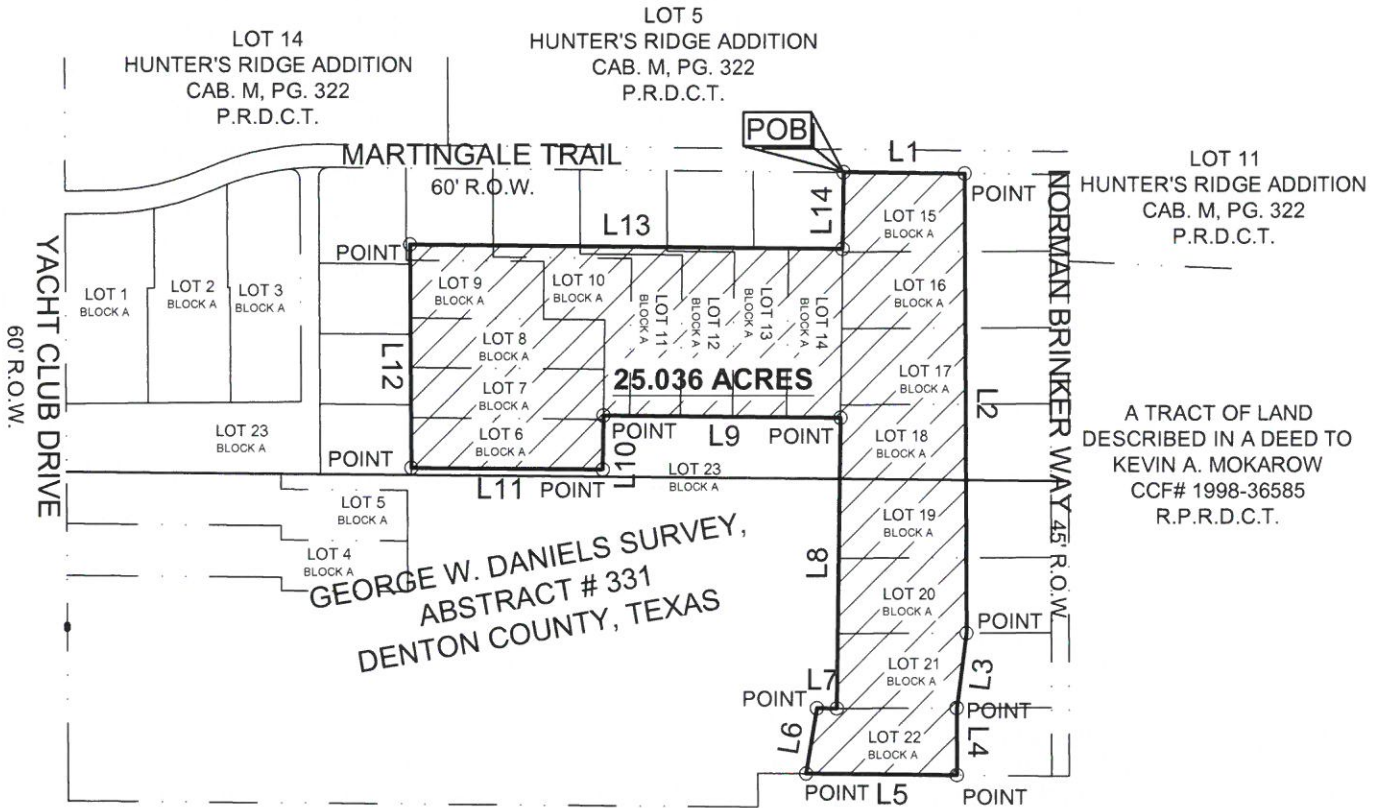 LOT 14
HUNTER'S RIDGE ADDITION
CAB. M, PG. 322
P.R.D.C.T.
LOT 5
HUNTER'S RIDGE ADDITION
CAB. M, PG. 322
P.R.D.C.T.
POB
L1
MARTINGALE TRAIL
60' R.O.W.
POINT
LOT 11
HUNTER'S RIDGE ADDITION
CAB. M, PG. 322
P.R.D.C.T.
L13
L14
LOT 15
BLOCK A
POINT
YACHT CLUB DRIVE
60' R.O.W.
LOT 1
BLOCK A
LOT 2
BLOCK A
LOT 3
BLOCK A
LOT 9
BLOCK A
LOT 10
BLOCK A
LOT 11
BLOCK A
LOT 12
BLOCK A
LOT 13
BLOCK A
LOT 14
BLOCK A
LOT 16
BLOCK A
NORMAN BRINKER WAY 45' R.O.W.
L12
LOT 8
BLOCK A
LOT 7
BLOCK A
25.036 ACRES
LOT 17
BLOCK A
L2
A TRACT OF LAND
DESCRIBED IN A DEED TO
KEVIN A. MOKAROW
CCF# 1998-36585
R.P.R.D.C.T.
LOT 23
BLOCK A
POINT
LOT 6
BLOCK A
POINT
L9
POINT
LOT 18
BLOCK A
L10
L11
POINT
LOT 23
BLOCK A
LOT 5
BLOCK A
LOT 4
BLOCK A
GEORGE W. DANIELS SURVEY,
ABSTRACT # 331
DENTON COUNTY, TEXAS
LOT 19
BLOCK A
L8
LOT 20
BLOCK A
POINT
LOT 21
BLOCK A
L3
L7
POINT
POINT
L6
LOT 22
BLOCK A
L4
POINT
L5
POINT